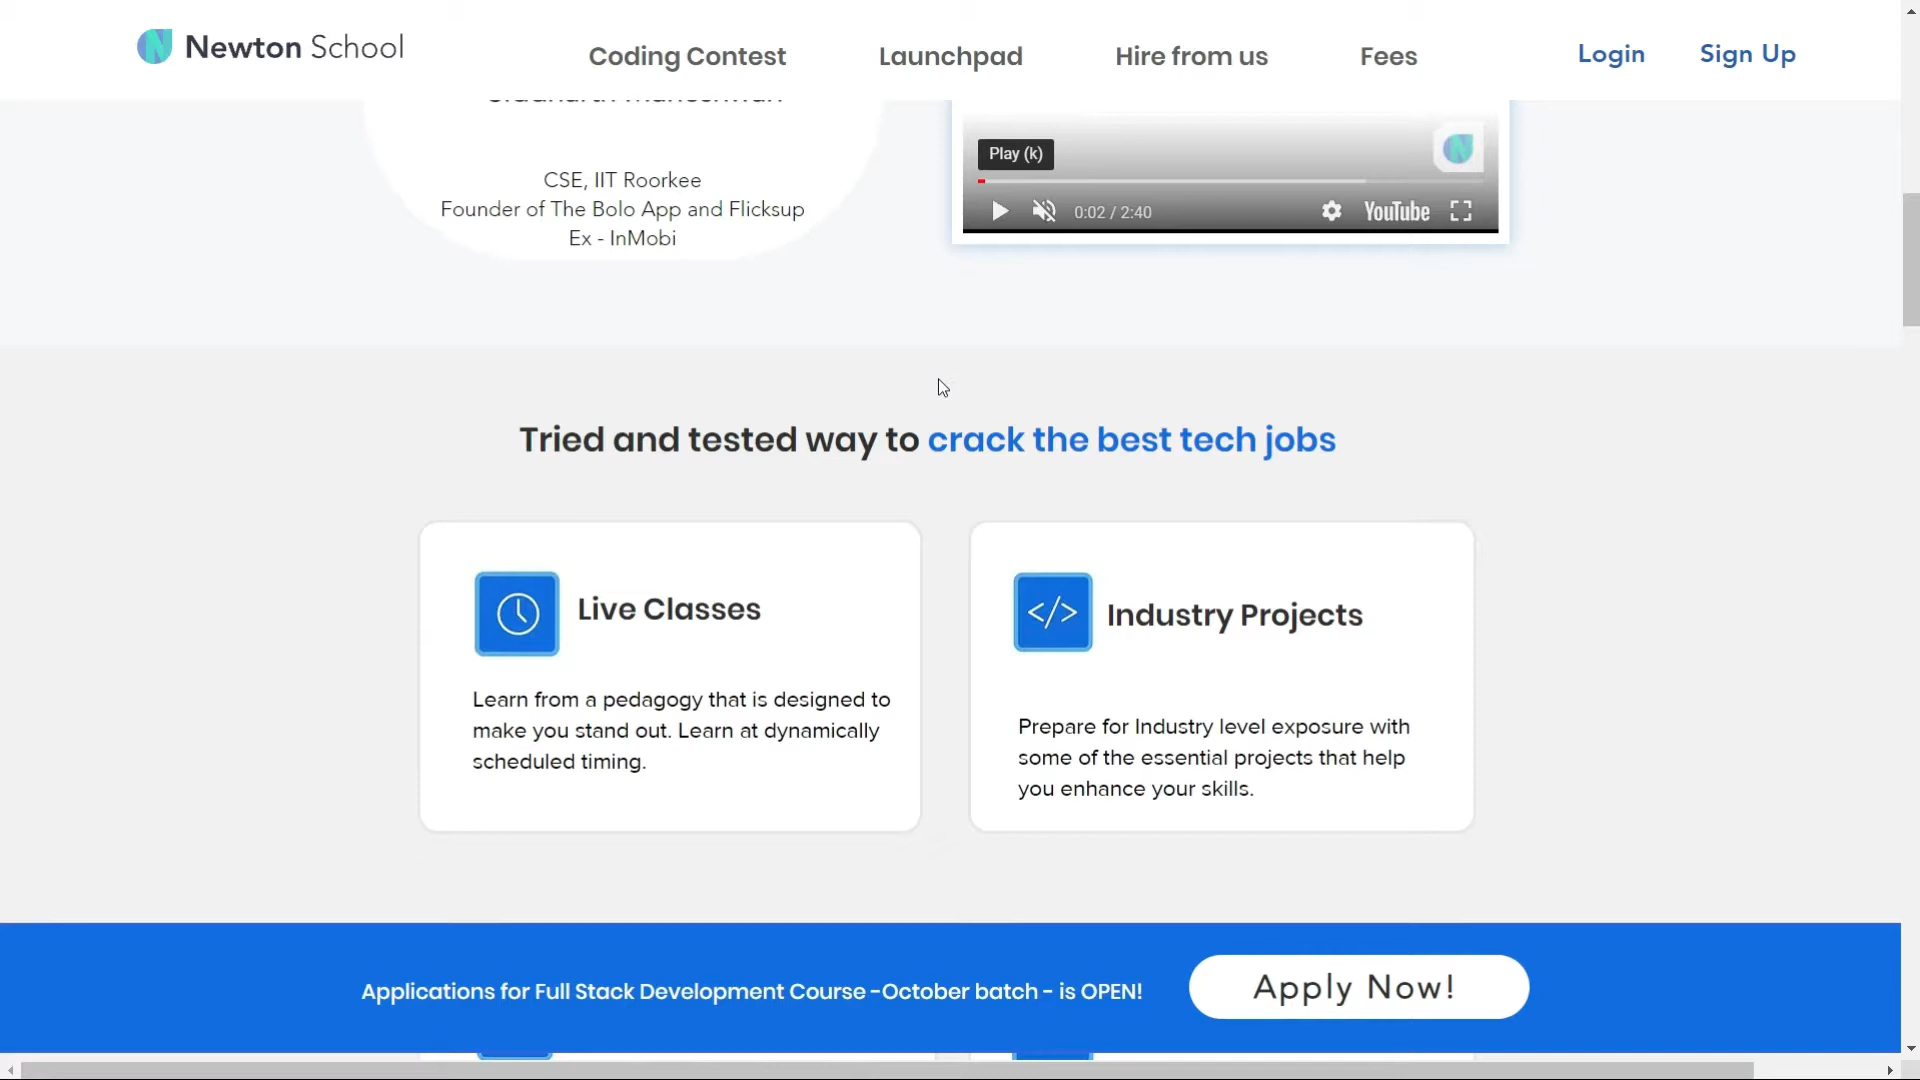 Newton School
Coding Contest
Launchpad
Hire from us
Fees
Login
Sign Up
CSE, IIT Roorkee
Founder of The Bolo App and Flicksup
Ex - InMobi
Play (k)
0:02 / 2:40
YouTube
Tried and tested way to crack the best tech jobs
Live Classes
Learn from a pedagogy that is designed to
make you stand out. Learn at dynamically
scheduled timing.
</>
Industry Projects
Prepare for Industry level exposure with
some of the essential projects that help
you enhance your skills.
Applications for Full Stack Development Course -October batch - is OPEN!
Apply Now!